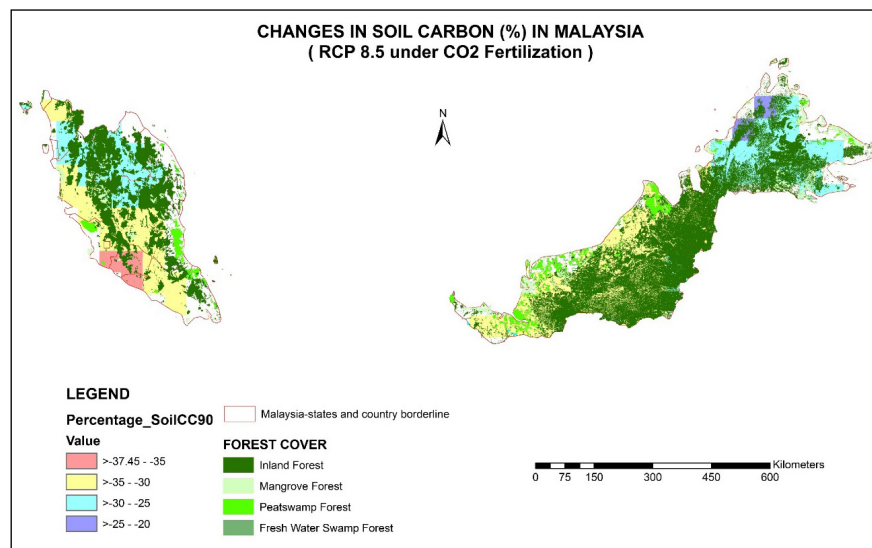 CHANGES IN SOIL CARBON (%) IN MALAYSIA
( RCP 8.5 under CO2 Fertilization )
N
LEGEND
Percentage_SoilCC90
Value
>-37.45 - -35
>-35 - -30
>-30 - -25
>-25 - -20
Malaysia-states and country borderline
FOREST COVER
Inland Forest
Mangrove Forest
Peatswamp Forest
Fresh Water Swamp Forest
Kilometers
0 75 150 300 450 600